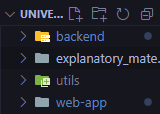 UNIVE...
backend
explanatory_mate...
utils
web-app